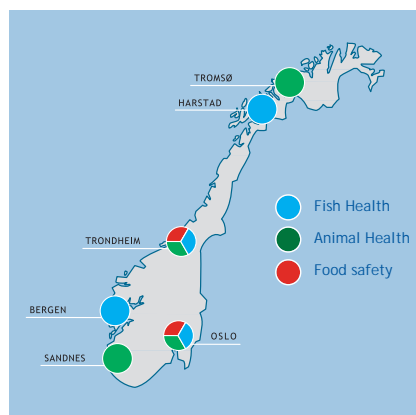 TROMSØ
HARSTAD
Fish Health
Animal Health
TRONDHEIM
Food safety
BERGEN
OSLO
SANDNES